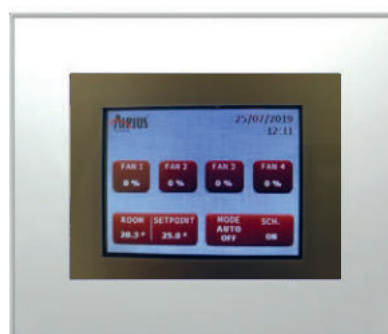 AIRIUS
25/07/2019
12:11
FAN 1 FAN 2 FAN 3 FAN 4
0 % 0 % 0 % 0 %
ROOM SETPOINT MODE SCH.
28.3 ° 25.0 ° AUTO ON
OFF